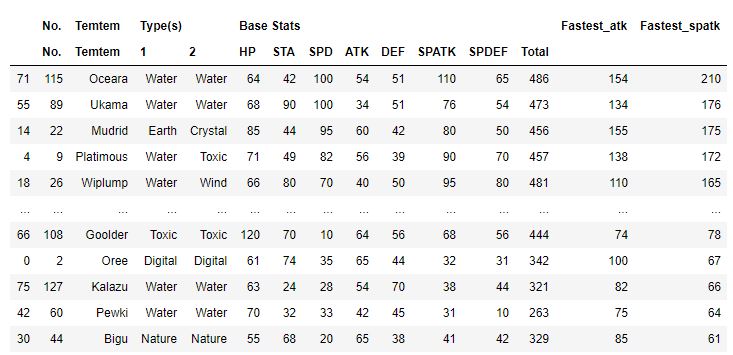 No. Temtem Type(s) Base Stats Fastest_atk Fastest_spatk
No. Temtem 1 2 HP STA SPD ATK DEF SPATK SPDEF Total
71 115 Oceara Water Water 64 42 100 54 51 110 65 486 154 210
55 89 Ukama Water Water 68 90 100 34 51 76 54 473 134 176
14 22 Mudrid Earth Crystal 85 44 95 60 42 80 50 456 155 175
4 9 Platimous Water Toxic 71 49 82 56 39 90 70 457 138 172
18 26 Wiplump Water Wind 66 80 70 40 50 95 80 481 110 165
... ... ... ... ... ... ... ... ... ... ... ... ... ... ...
66 108 Goolder Toxic Toxic 120 70 10 64 56 68 56 444 74 78
0 2 Oree Digital Digital 61 74 35 65 44 32 31 342 100 67
75 127 Kalazu Water Water 63 24 28 54 70 38 44 321 82 66
42 60 Pewki Water Water 70 32 33 42 45 31 10 263 75 64
30 44 Bigu Nature Nature 55 68 20 65 38 41 42 329 85 61